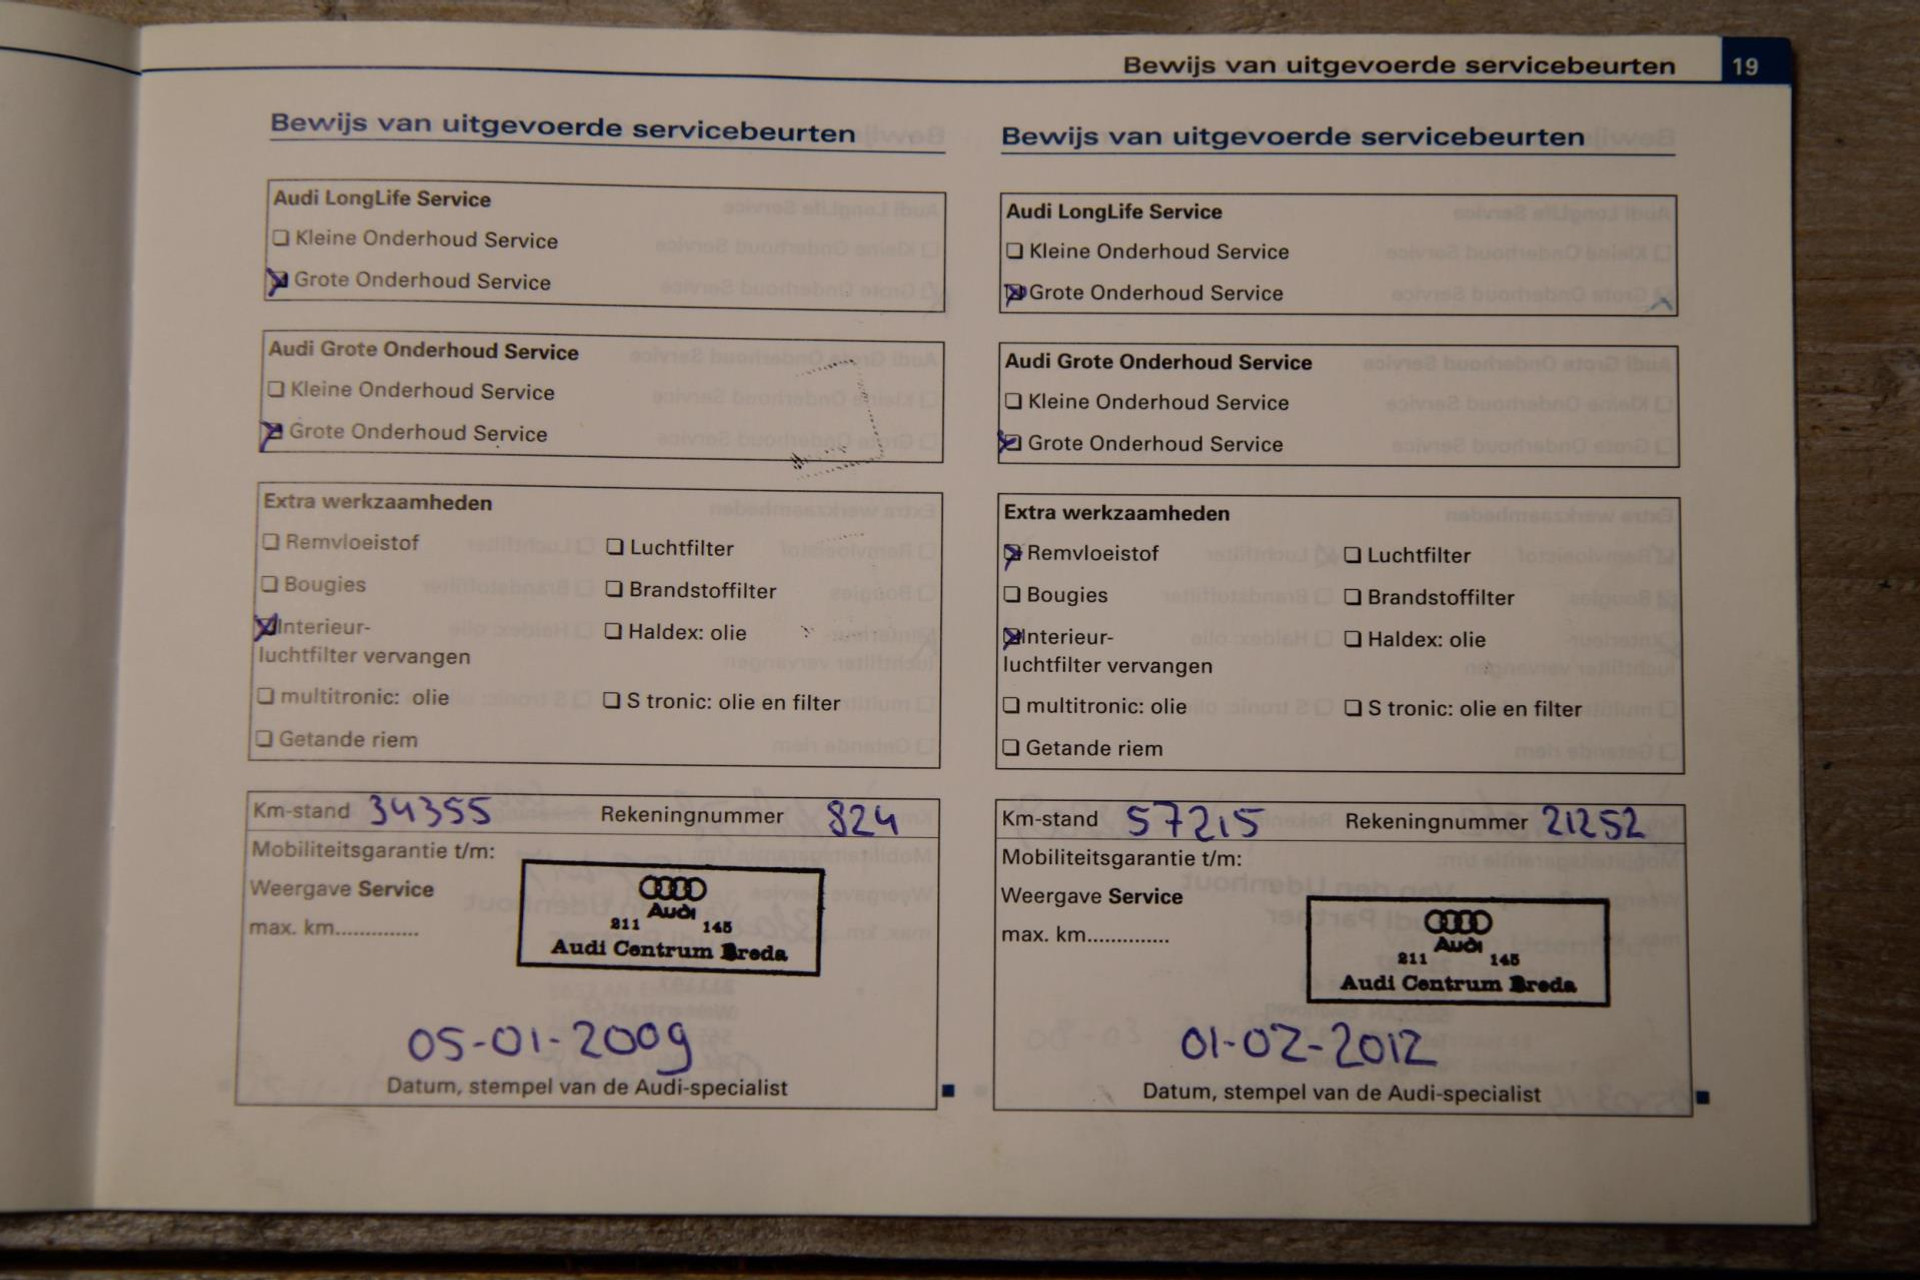 Bewijs van uitgevoerde servicebeurten 19
Bewijs van uitgevoerde servicebeurten
Audi LongLife Service
Kleine Onderhoud Service
Grote Onderhoud Service
Audi Grote Onderhoud Service
Kleine Onderhoud Service
Grote Onderhoud Service
Extra werkzaamheden
Remvloeistof
Luchtfilter
Bougies
Brandstoffilter
Interieur-
luchtfilter vervangen
Haldex: olie
multitronic: olie
S tronic: olie en filter
Getande riem
Km-stand 34355 Rekeningnummer 824
Mobiliteitsgarantie t/m:
Weergave Service
max. km..............
Audi
211 145
Audi Centrum Breda
05-01-2009
Datum, stempel van de Audi-specialist
Bewijs van uitgevoerde servicebeurten
Audi LongLife Service
Kleine Onderhoud Service
Grote Onderhoud Service
Audi Grote Onderhoud Service
Kleine Onderhoud Service
Grote Onderhoud Service
Extra werkzaamheden
Remvloeistof
Luchtfilter
Bougies
Brandstoffilter
Interieur-
luchtfilter vervangen
Haldex: olie
multitronic: olie
S tronic: olie en filter
Getande riem
Km-stand 57215 Rekeningnummer 21252
Mobiliteitsgarantie t/m:
Weergave Service
max. km..............
Audi
211 145
Audi Centrum Breda
01-02-2012
Datum, stempel van de Audi-specialist